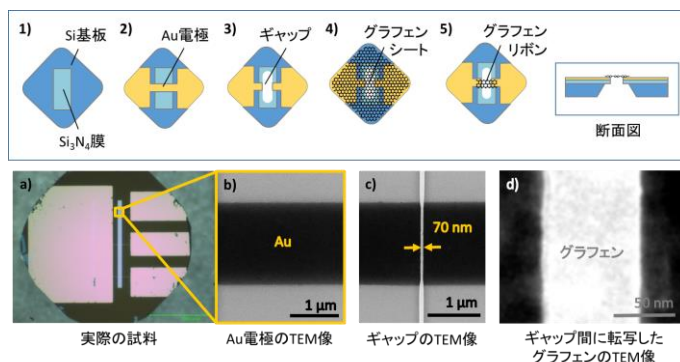 1)
Si基板
Si₃N₄膜
2)
Au電極
3)
ギャップ
4)
グラフェン
シート
5)
グラフェン
リボン
断面図
a)
実際の試料
b)
Au
1 μm
Au電極のTEM像
c)
70 nm
1 μm
ギャップのTEM像
d)
グラフェン
50 nm
ギャップ間に転写した
グラフェンのTEM像